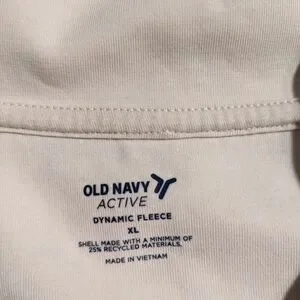 OLD NAVY
ACTIVE
DYNAMIC FLEECE
XL
SHELL MADE WITH A MINIMUM OF
25% RECYCLED MATERIALS.
MADE IN VIETNAM